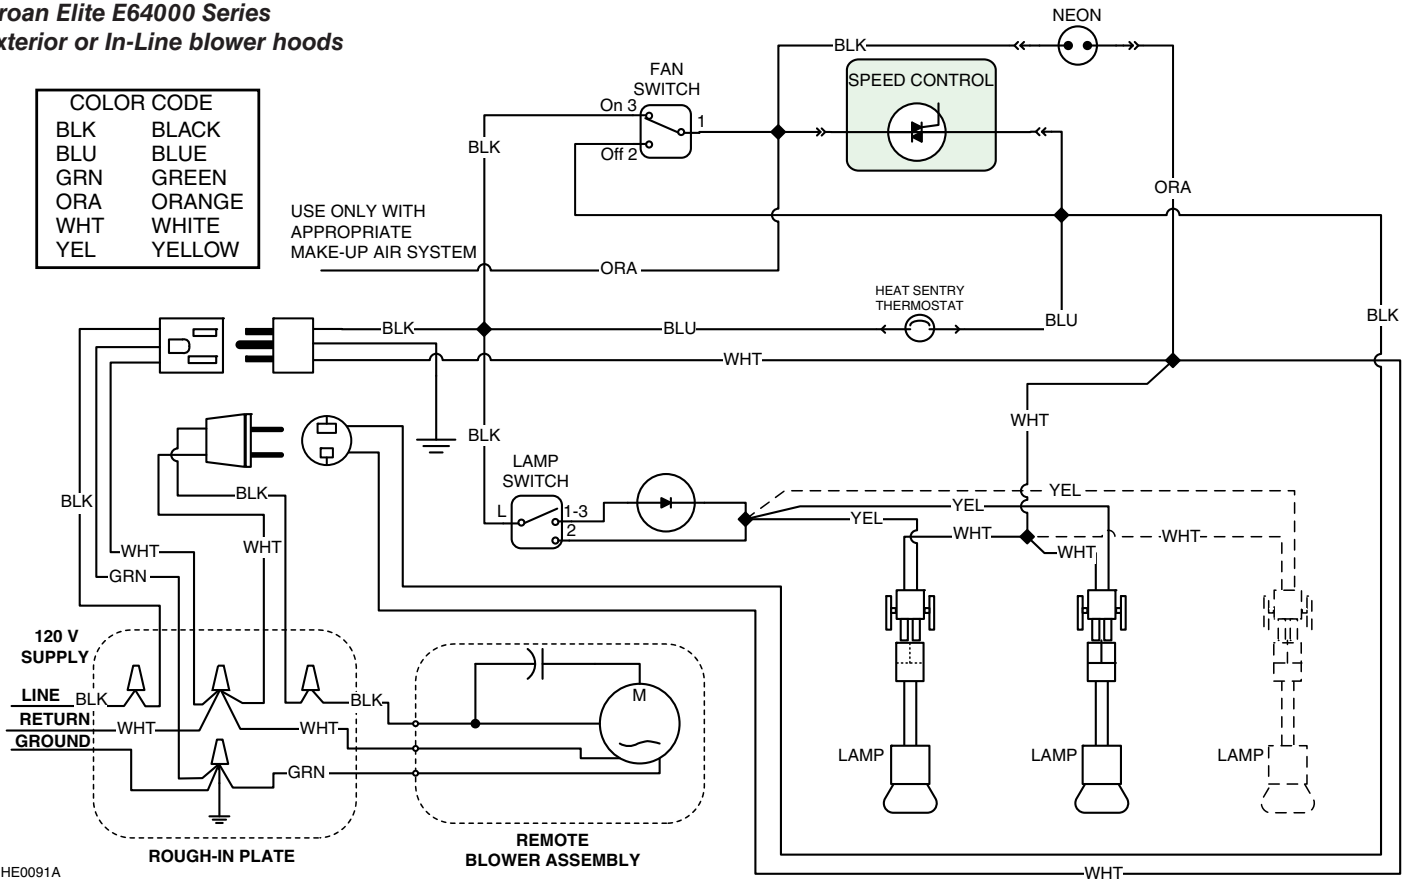 roan Elite E64000 Series
xterior or In-Line blower hoods
COLOR CODE
BLK BLACK
BLU BLUE
GRN GREEN
ORA ORANGE
WHT WHITE
YEL YELLOW
NEON
BLK
SPEED CONTROL
FAN
SWITCH
On 3
1
Off 2
BLK
ORA
USE ONLY WITH
APPROPRIATE
MAKE-UP AIR SYSTEM
ORA
HEAT SENTRY
THERMOSTAT
BLK
BLU
BLU
BLK
WHT
WHT
BLK
LAMP
SWITCH
L
1-3
2
YEL
YEL
YEL
WHT
WHT
WHT
BLK
BLK
WHT
WHT
GRN
120 V
SUPPLY
LINE
BLK
RETURN
WHT
GROUND
BLK
WHT
GRN
M
LAMP
LAMP
LAMP
ROUGH-IN PLATE
REMOTE
BLOWER ASSEMBLY
HE0091A
WHT